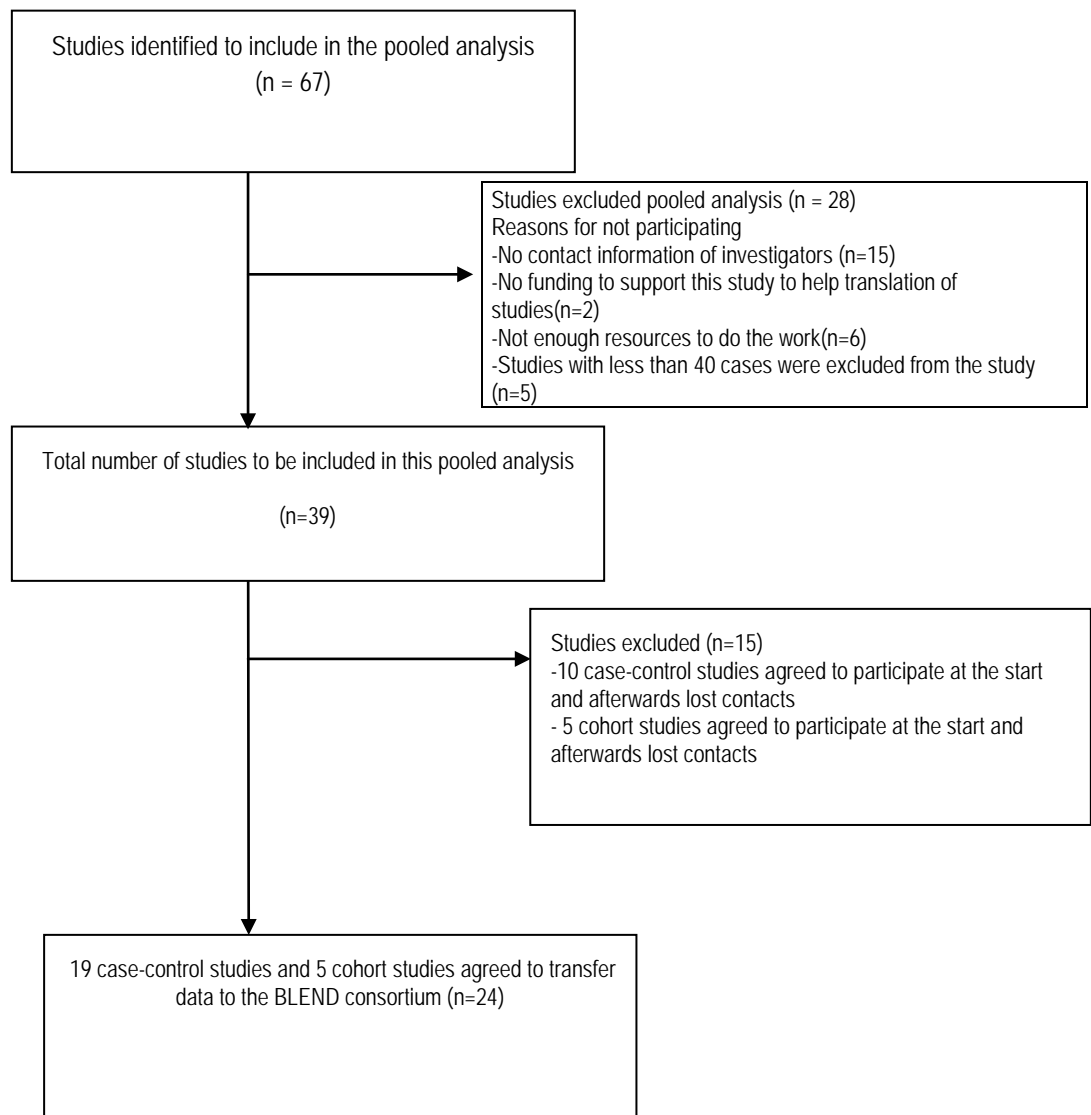 Studies identified to include in the pooled analysis
(n = 67)
Studies excluded pooled analysis (n = 28)
Reasons for not participating
-No contact information of investigators (n=15)
-No funding to support this study to help translation of
studies(n=2)
-Not enough resources to do the work(n=6)
-Studies with less than 40 cases were excluded from the study
(n=5)
Total number of studies to be included in this pooled analysis
(n=39)
Studies excluded (n=15)
-10 case-control studies agreed to participate at the start
and afterwards lost contacts
- 5 cohort studies agreed to participate at the start and
afterwards lost contacts
19 case-control studies and 5 cohort studies agreed to transfer
data to the BLEND consortium (n=24)